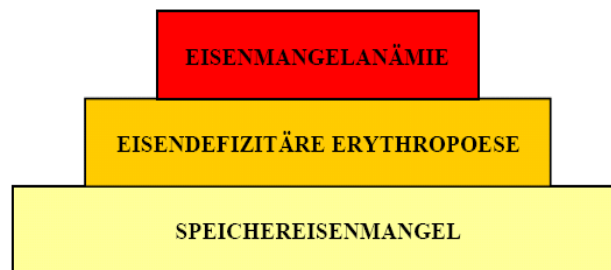 EISENMANGELANÄMIE
EISENDEFIZITÄRE ERYTHROPOESE
SPEICHEREISENMANGEL